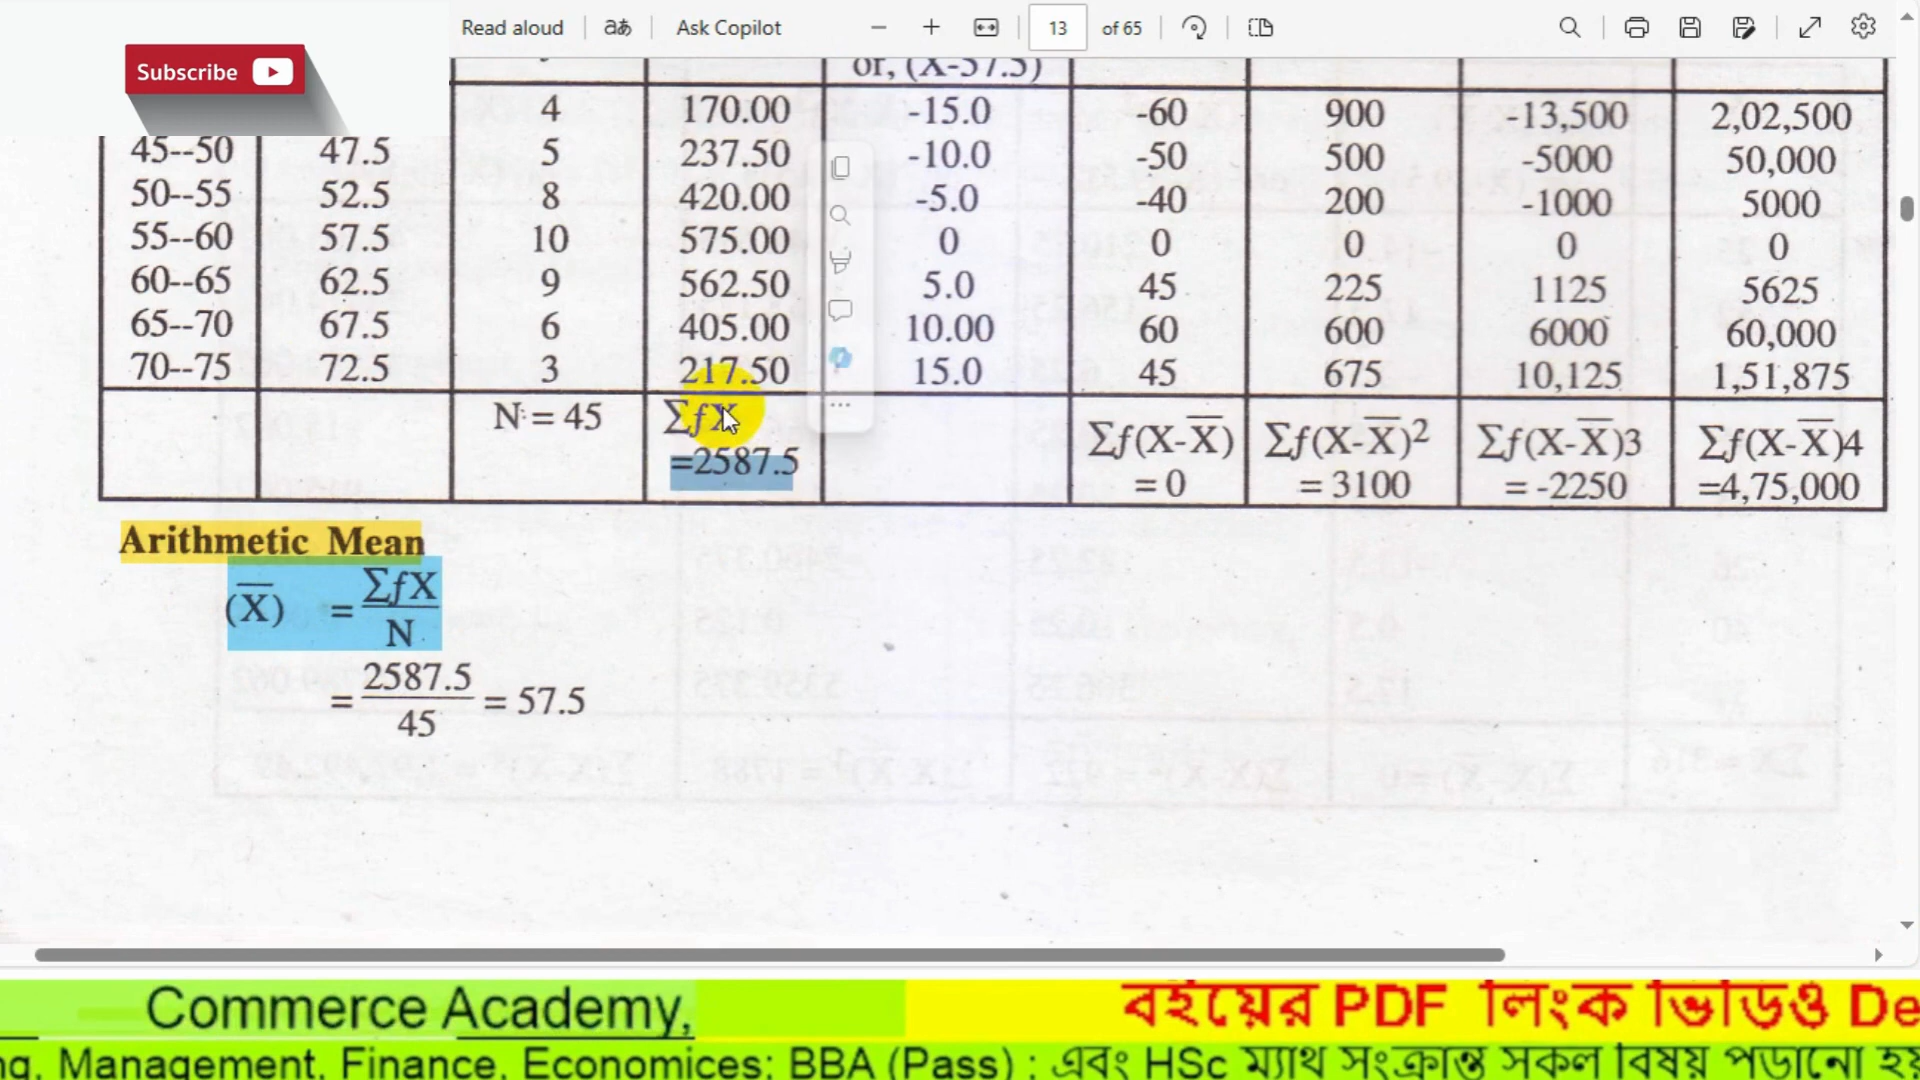 Read aloud aあ Ask Copilot 13 of 65
Subscribe
or, (X-57.5)
4 170.00 -15.0 -60 900 -13,500 2,02,500
45--50 47.5 5 237.50 -10.0 -50 500 -5000 50,000
50--55 52.5 8 420.00 -5.0 -40 200 -1000 5000
55--60 57.5 10 575.00 0 0 0 0 0
60--65 62.5 9 562.50 5.0 45 225 1125 5625
65--70 67.5 6 405.00 10.00 60 600 6000 60,000
70--75 72.5 3 217.50 15.0 45 675 10,125 1,51,875
N = 45 ΣfX Σf(X-X̅) Σf(X-X̅)² Σf(X-X̅)3 Σf(X-X̅)4
=2587.5 = 0 = 3100 = -2250 =4,75,000
Arithmetic Mean
(X̅) = ΣfX / N
= 2587.5 / 45 = 57.5
Commerce Academy, বইয়ের PDF লিংক ভিডিও De
ng, Management, Finance, Economices; BBA (Pass) ; এবং HSc ম্যাথ সংক্রান্ত সকল বিষয় পড়ানো হয়